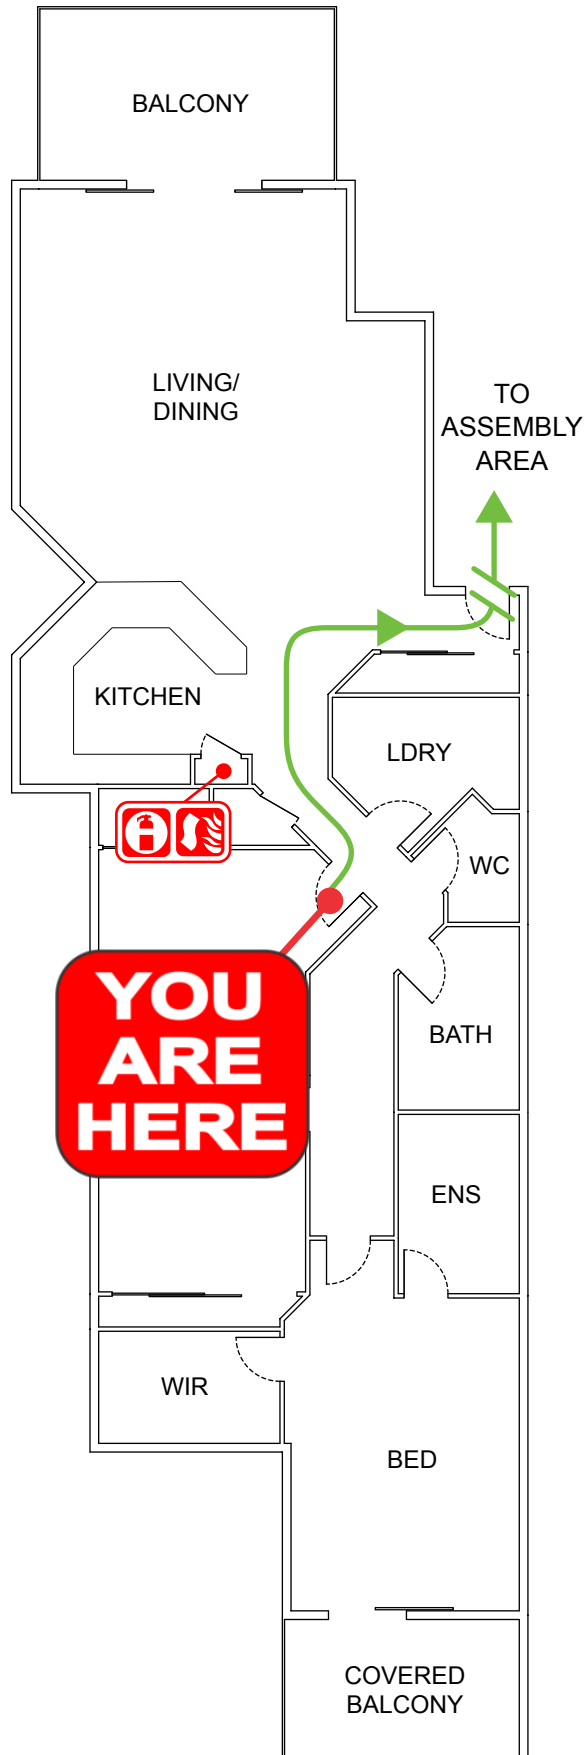 BALCONY
LIVING/
DINING
TO
ASSEMBLY
AREA
KITCHEN
LDRY
WC
YOU
ARE
HERE
BATH
ENS
WIR
BED
COVERED
BALCONY